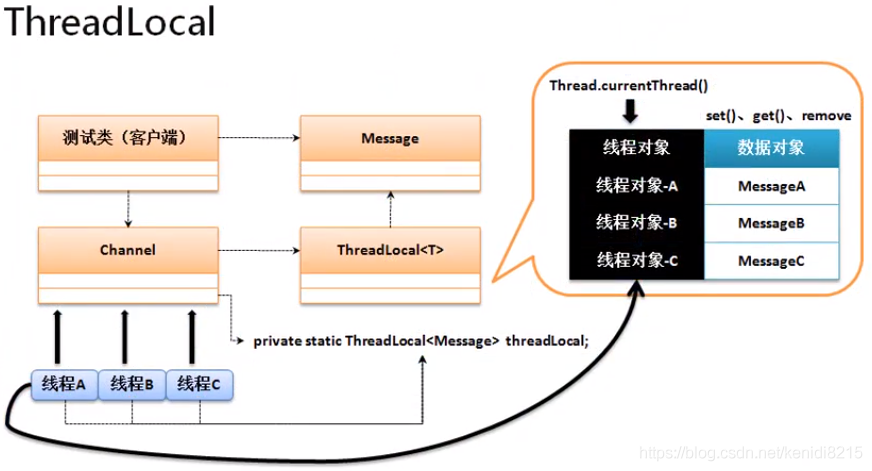 ThreadLocal
Thread.currentThread()
set()、get()、remove
测试类（客户端）
Message
线程对象
数据对象
线程对象-A
MessageA
线程对象-B
MessageB
线程对象-C
MessageC
Channel
ThreadLocal<T>
private static ThreadLocal<Message> threadLocal;
线程A
线程B
线程C
https://blog.csdn.net/kenidi8215